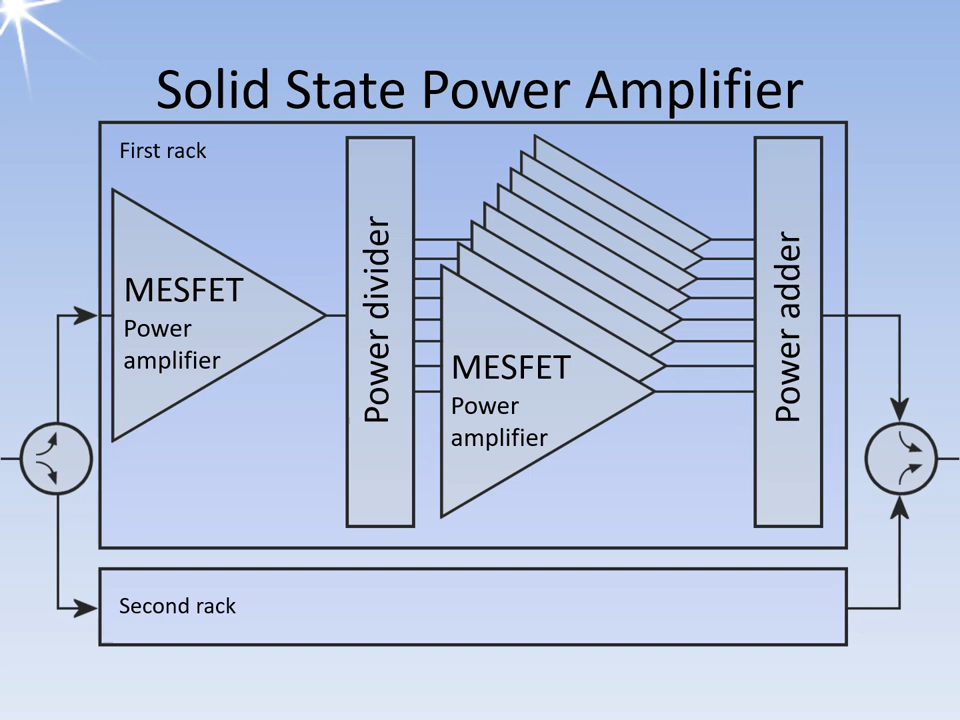 Solid State Power Amplifier
First rack
MESFET
Power
amplifier
Power divider
MESFET
Power
amplifier
Power adder
Second rack